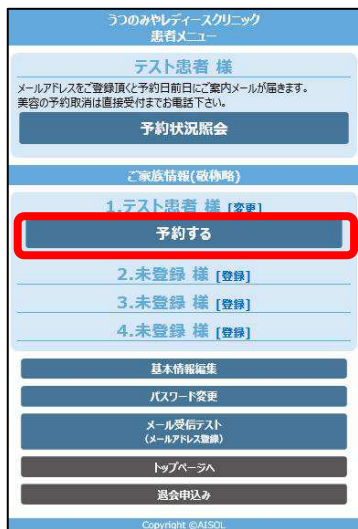 うつのみやレディースクリニック
患者メニュー
テスト患者 様
メールアドレスをご登録頂くと予約日前日にご案内メールが届きます。
美容の予約取消は直接受付までお電話下さい。
予約状況照会
ご家族情報(敬称略)
1.テスト患者 様 [変更]
予約する
2.未登録 様 [登録]
3.未登録 様 [登録]
4.未登録 様 [登録]
基本情報編集
パスワード変更
メール受信テスト
(メールアドレス登録)
トップページへ
退会申込み
Copyright ©AISOL